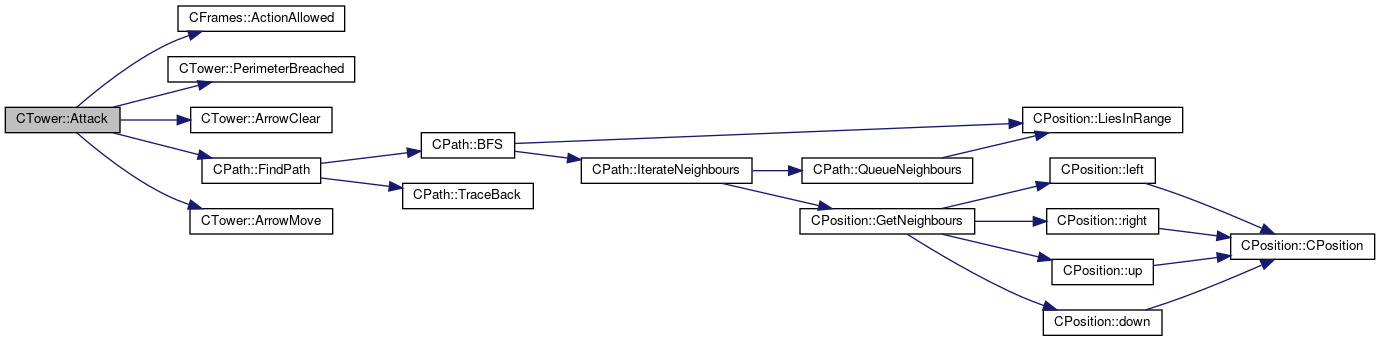 CTower::Attack
CFrames::ActionAllowed
CTower::PerimeterBreached
CTower::ArrowClear
CPath::FindPath
CTower::ArrowMove
CPath::BFS
CPath::TraceBack
CPath::IterateNeighbours
CPath::QueueNeighbours
CPosition::GetNeighbours
CPosition::LiesInRange
CPosition::left
CPosition::right
CPosition::up
CPosition::down
CPosition::CPosition